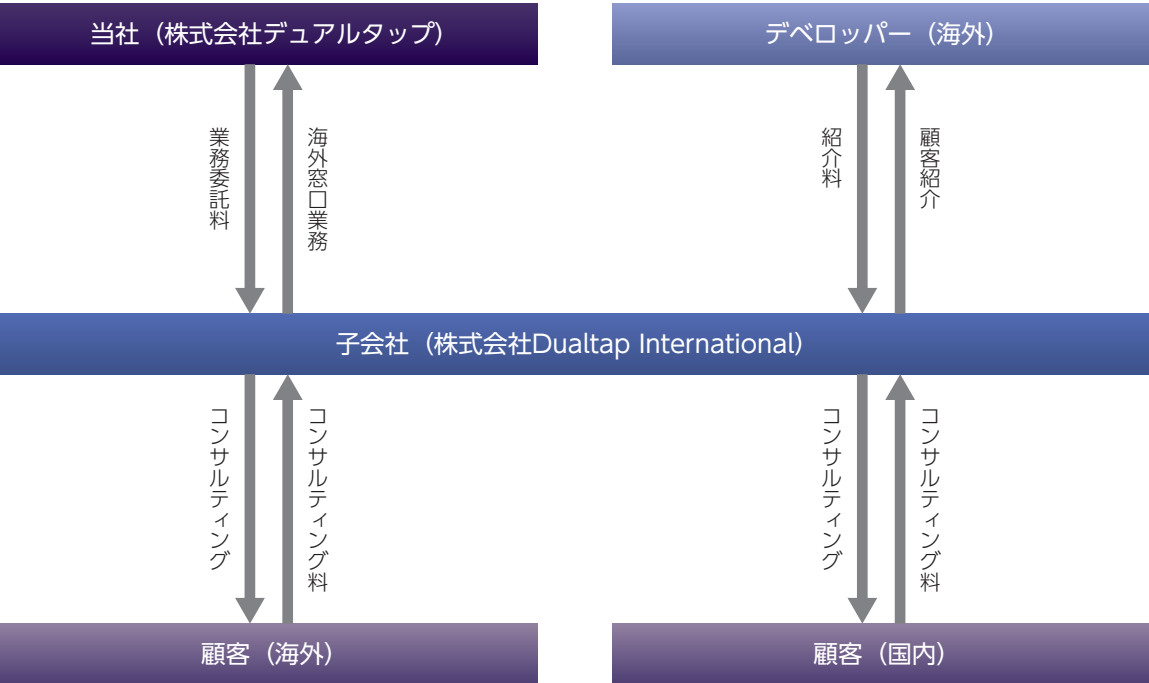 当社（株式会社デュアルタップ）
デベロッパー（海外）
業務委託料
海外窓口業務
紹介料
顧客紹介
子会社（株式会社Dualtap International）
コンサルティング
コンサルティング料
コンサルティング
コンサルティング料
顧客（海外）
顧客（国内）